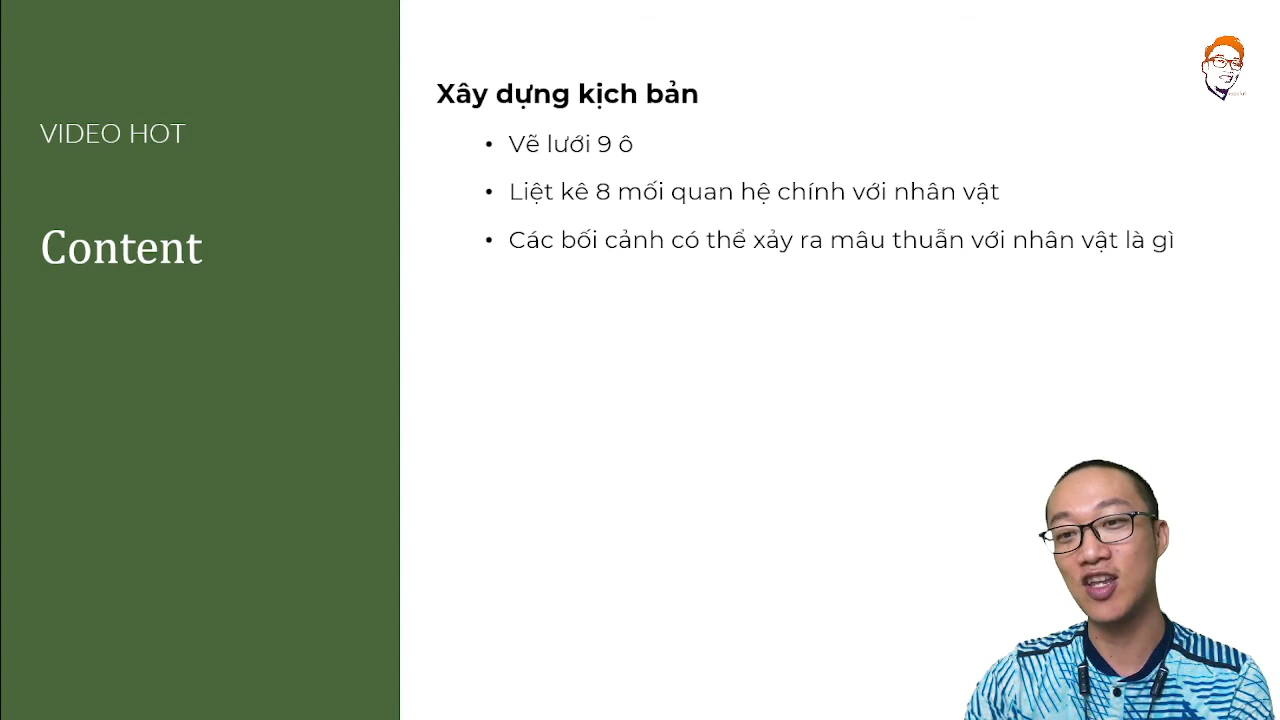 VIDEO HOT
Content
Xây dựng kịch bản
• Vẽ lưới 9 ô
• Liệt kê 8 mối quan hệ chính với nhân vật
• Các bối cảnh có thể xảy ra mâu thuẫn với nhân vật là gì